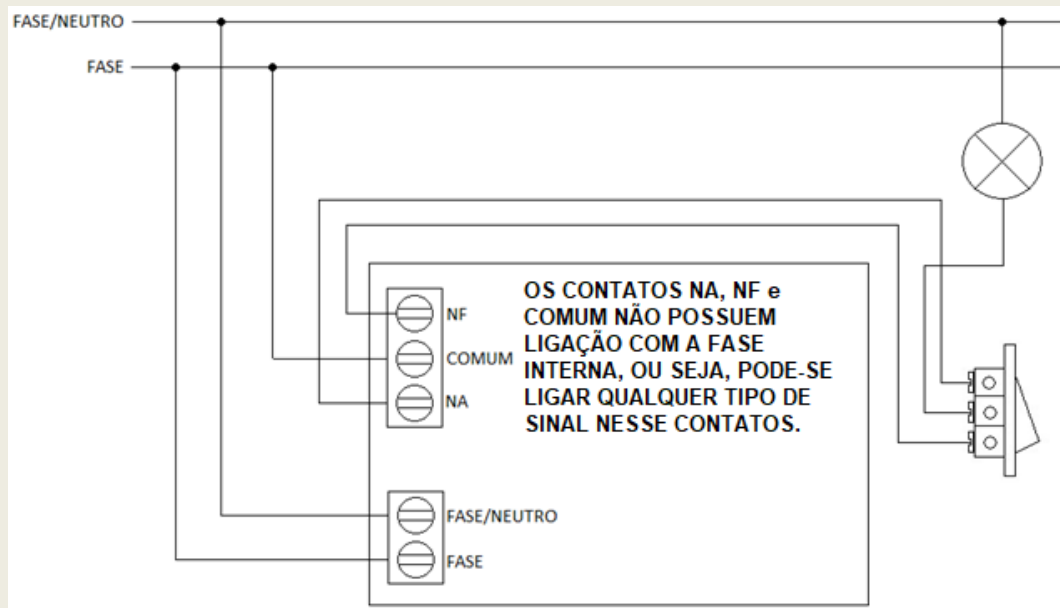 FASE/NEUTRO
FASE
NF
COMUM
NA
OS CONTATOS NA, NF e
COMUM NÃO POSSUEM
LIGAÇÃO COM A FASE
INTERNA, OU SEJA, PODE-SE
LIGAR QUALQUER TIPO DE
SINAL NESSE CONTATOS.
FASE/NEUTRO
FASE